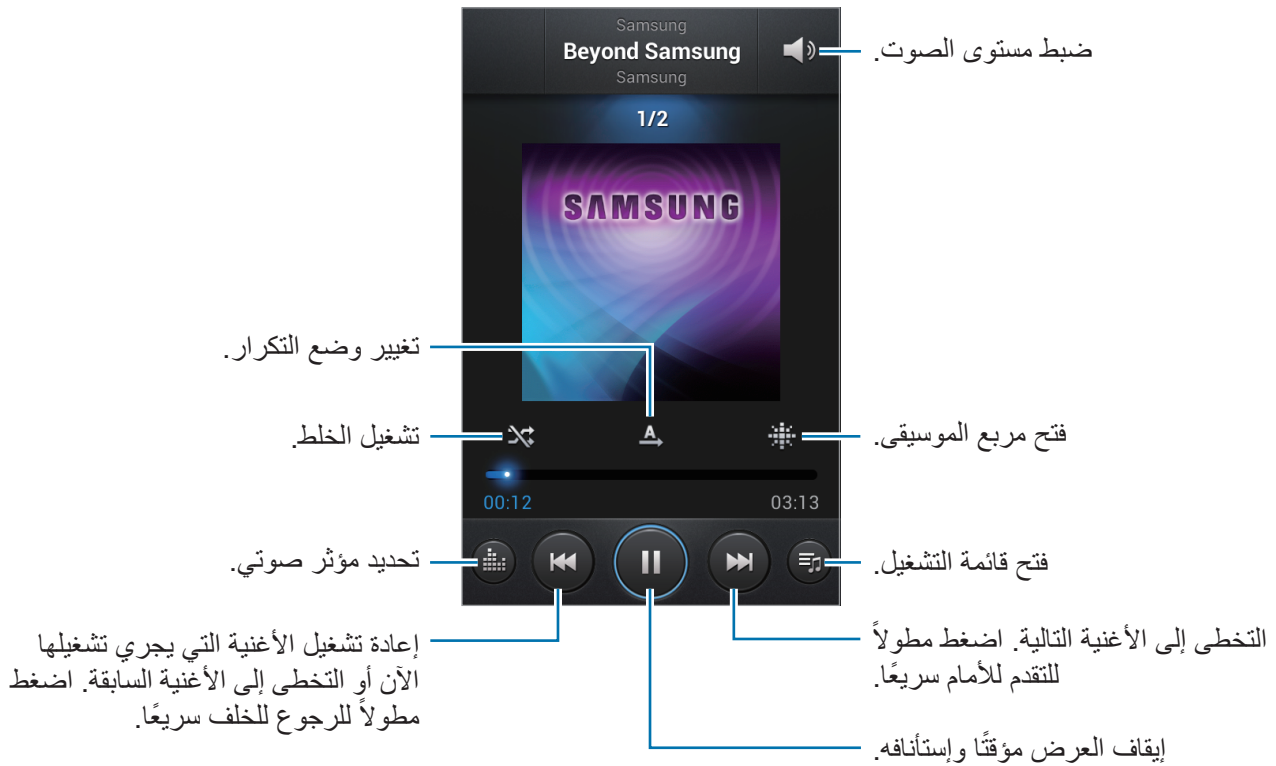 Samsung
Beyond Samsung
Samsung
ضبط مستوى الصوت.
1/2
SAMSUNG
تغيير وضع التكرار.
A
تشغيل الخلط.
فتح مربع الموسيقى.
00:12
03:13
تحديد مؤثر صوتي.
فتح قائمة التشغيل.
إعادة تشغيل الأغنية التي يجري تشغيلها
الآن أو التخطى إلى الأغنية السابقة. اضغط
مطولاً للرجوع للخلف سريعًا.
التخطى إلى الأغنية التالية. اضغط مطولاً
للتقدم للأمام سريعًا.
إيقاف العرض مؤقتًا وإستأنافه.